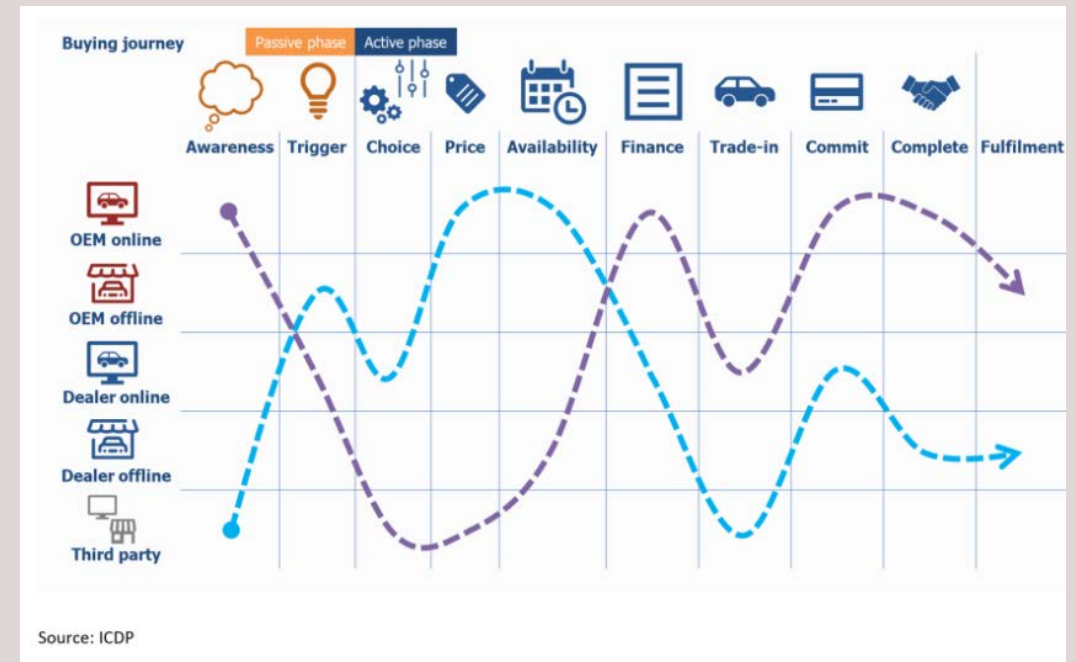 Buying journey
Passive phase
Active phase
Awareness Trigger Choice Price Availability Finance Trade-in Commit Complete Fulfilment
OEM online
OEM offline
Dealer online
Dealer offline
Third party
Source: ICDP